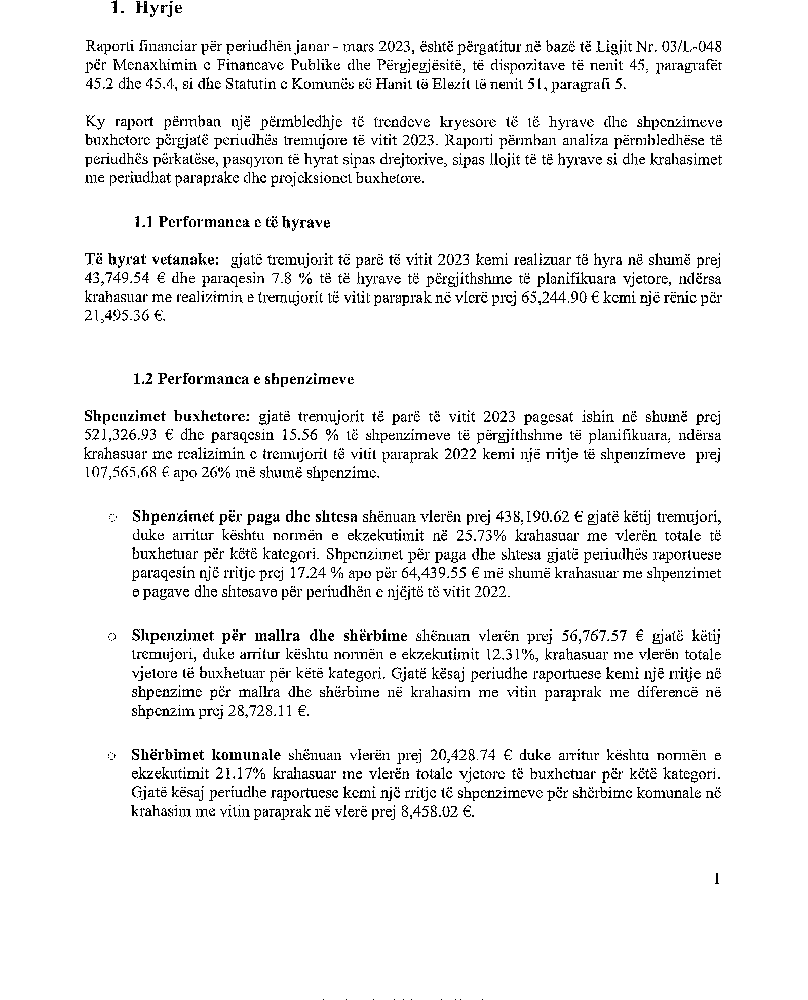 1. Hyrje
Raporti financiar për periudhën janar - mars 2023, është përgatitur në bazë të Ligjit Nr. 03/L-048
për Menaxhimin e Financave Publike dhe Përgjegjësitë, të dispozitave të nenit 45, paragrafët
45.2 dhe 45.4, si dhe Statutin e Komunës së Hanit të Elezit të nenit 51, paragrafi 5.
Ky raport përmban një përmbledhje të trendeve kryesore të të hyrave dhe shpenzimeve
buxhetore përgjatë periudhës tremujore të vitit 2023. Raporti përmban analiza përmbledhëse të
periudhës përkatëse, pasqyron të hyrat sipas drejtorive, sipas llojit të të hyrave si dhe krahasimet
me periudhat paraprake dhe projeksionet buxhetore.
1.1 Performanca e të hyrave
Të hyrat vetanake: gjatë tremujorit të parë të vitit 2023 kemi realizuar të hyra në shumë prej
43,749.54 € dhe paraqesin 7.8 % të të hyrave të përgjithshme të planifikuara vjetore, ndërsa
krahasuar me realizimin e tremujorit të vitit paraprak në vlerë prej 65,244.90 € kemi një rënie për
21,495.36 €.
1.2 Performanca e shpenzimeve
Shpenzimet buxhetore: gjatë tremujorit të parë të vitit 2023 pagesat ishin në shumë prej
521,326.93 € dhe paraqesin 15.56 % të shpenzimeve të përgjithshme të planifikuara, ndërsa
krahasuar me realizimin e tremujorit të vitit paraprak 2022 kemi një rritje të shpenzimeve prej
107,565.68 € apo 26% më shumë shpenzime.
o Shpenzimet për paga dhe shtesa shënuan vlerën prej 438,190.62 € gjatë këtij tremujori,
duke arritur kështu normën e ekzekutimit në 25.73% krahasuar me vlerën totale të
buxhetuar për këtë kategori. Shpenzimet për paga dhe shtesa gjatë periudhës raportuese
paraqesin një rritje prej 17.24 % apo për 64,439.55 € më shumë krahasuar me shpenzimet
e pagave dhe shtesave për periudhën e njëjtë të vitit 2022.
o Shpenzimet për mallra dhe shërbime shënuan vlerën prej 56,767.57 € gjatë këtij
tremujori, duke arritur kështu normën e ekzekutimit 12.31%, krahasuar me vlerën totale
vjetore të buxhetuar për këtë kategori. Gjatë kësaj periudhe raportuese kemi një rritje në
shpenzime për mallra dhe shërbime në krahasim me vitin paraprak me diferencë në
shpenzim prej 28,728.11 €.
o Shërbimet komunale shënuan vlerën prej 20,428.74 € duke arritur kështu normën e
ekzekutimit 21.17% krahasuar me vlerën totale vjetore të buxhetuar për këtë kategori.
Gjatë kësaj periudhe raportuese kemi një rritje të shpenzimeve për shërbime komunale në
krahasim me vitin paraprak në vlerë prej 8,458.02 €.
1